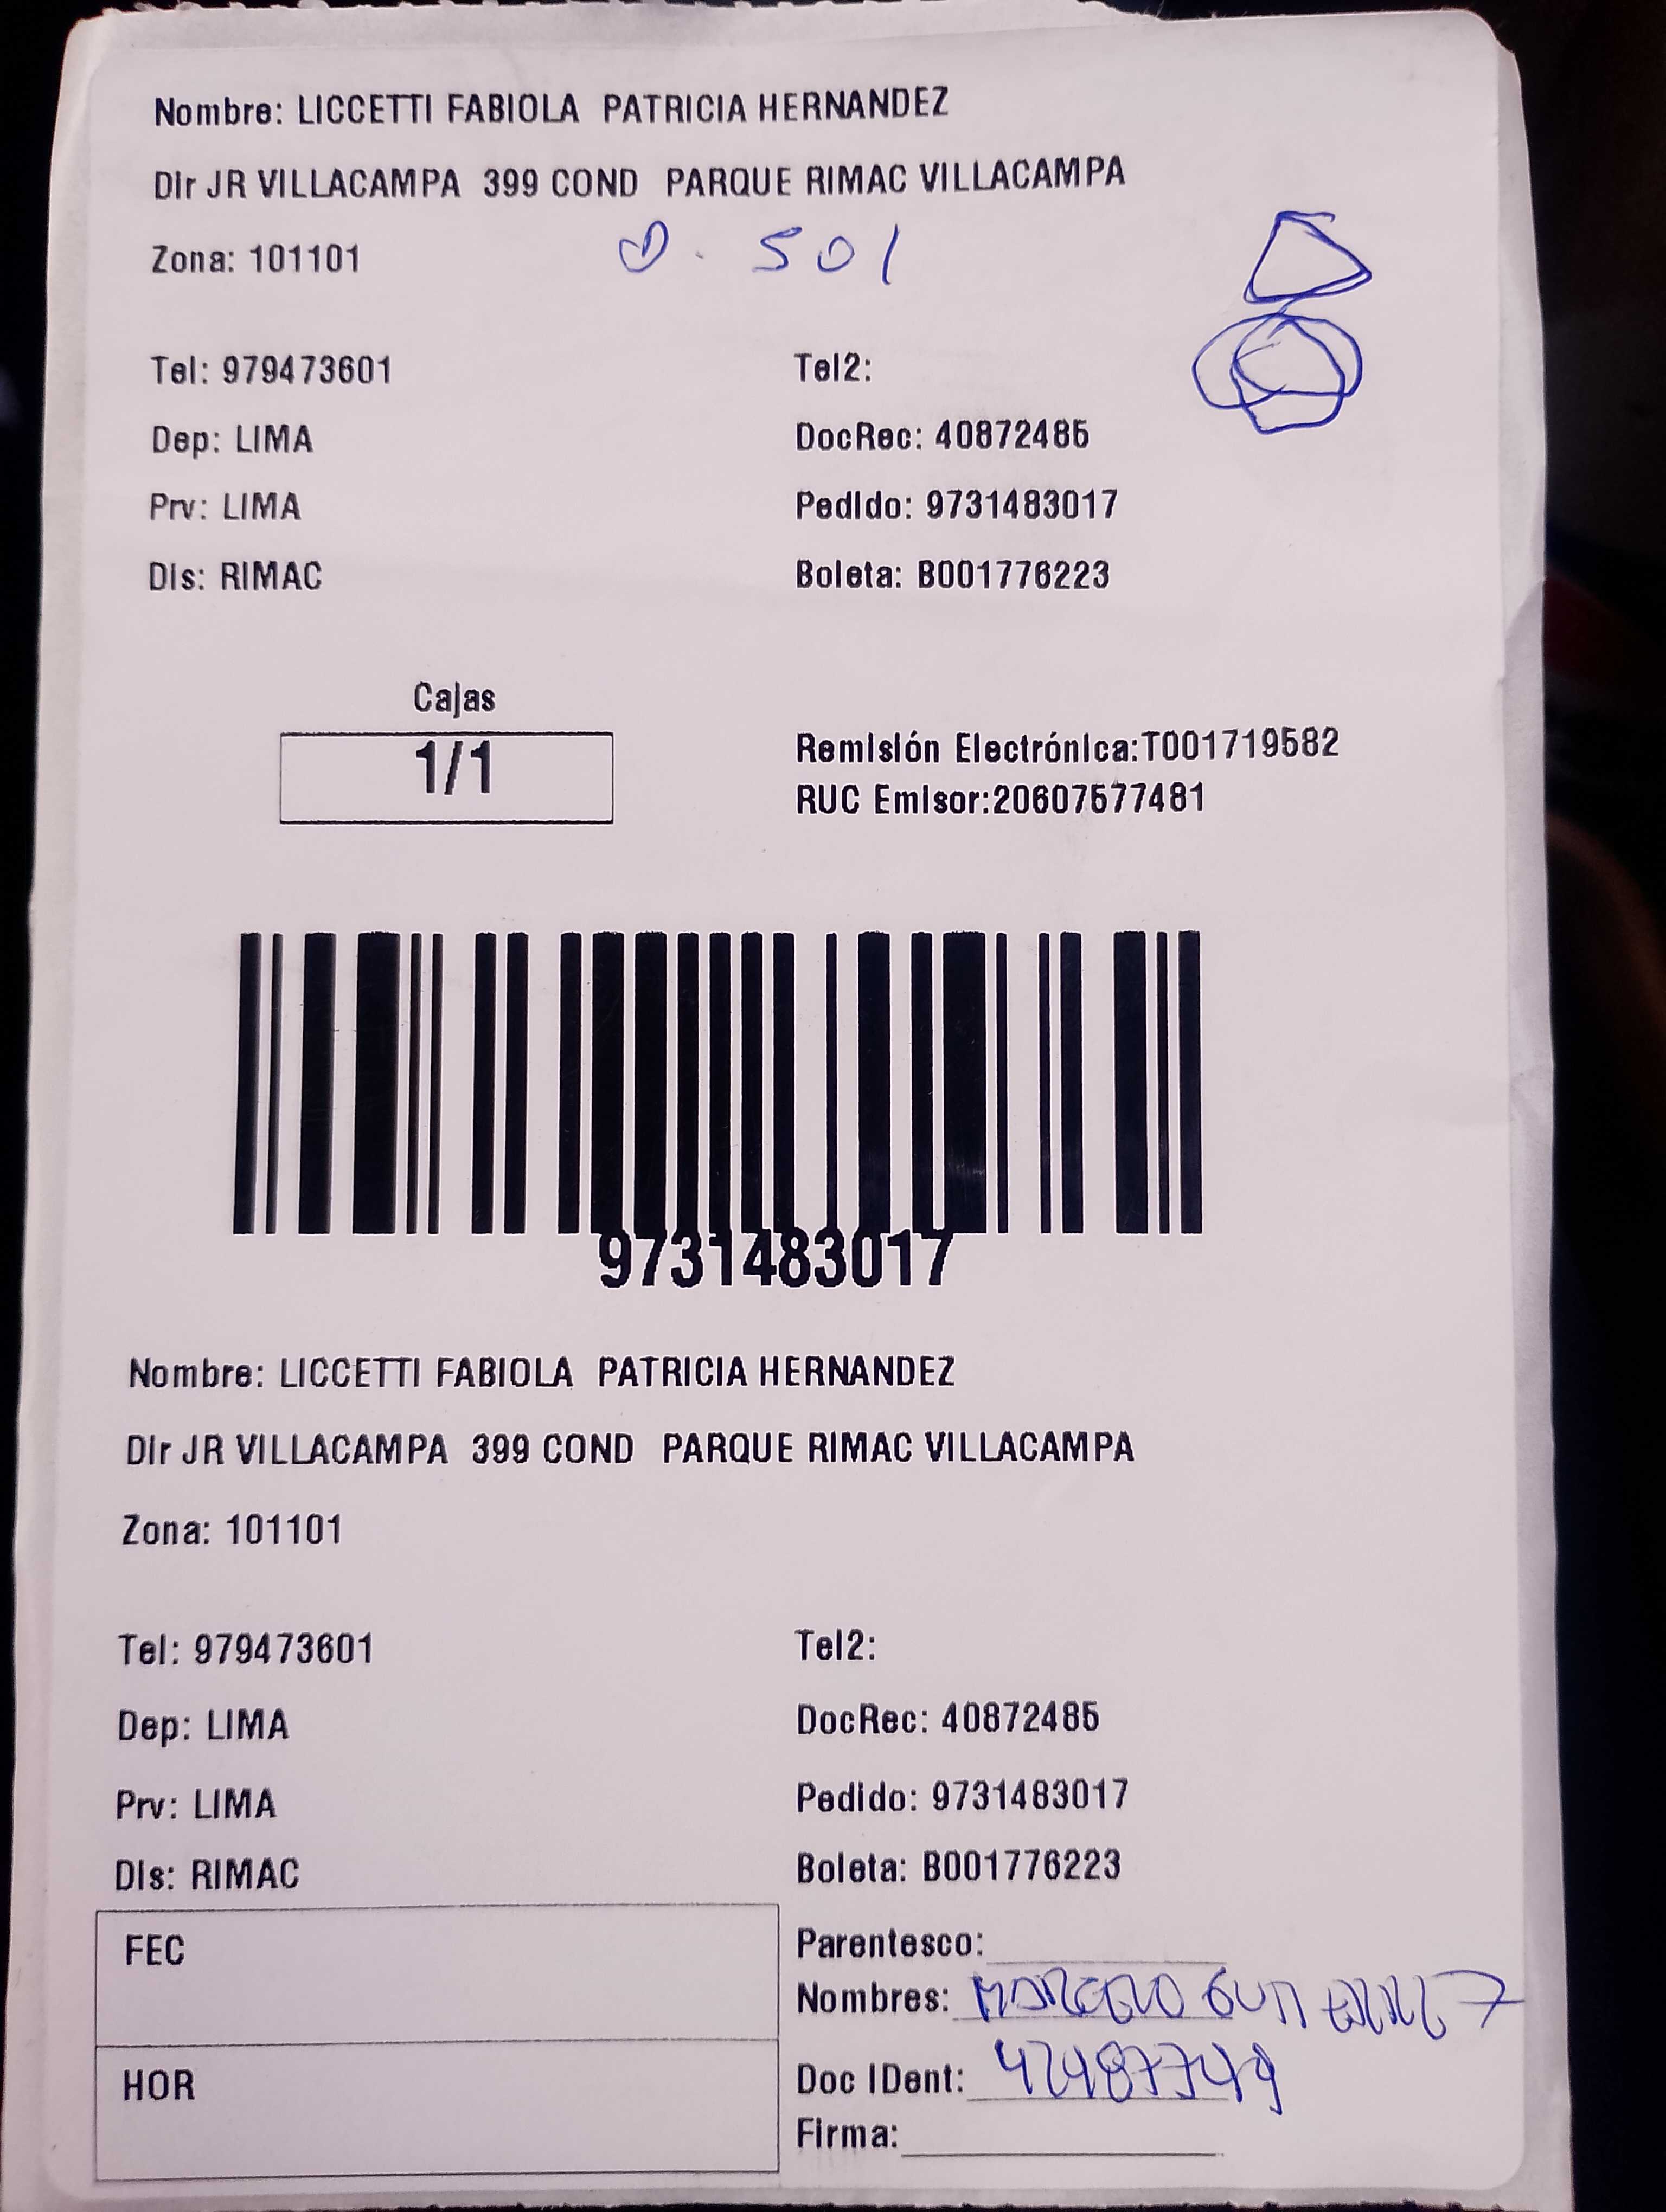 Nombre: LICCETTI FABIOLA PATRICIA HERNANDEZ
Dir JR VILLACAMPA 399 COND PARQUE RIMAC VILLACAMPA
Zona: 101101
501
Tel: 979473601 Tel2:
Dep: LIMA DocRec: 40872485
Prv: LIMA Pedido: 9731483017
Dis: RIMAC Boleta: B001776223
Cajas
1/1
Remisión Electrónica:T001719582
RUC Emisor:20607577481
9731483017
Nombre: LICCETTI FABIOLA PATRICIA HERNANDEZ
Dir JR VILLACAMPA 399 COND PARQUE RIMAC VILLACAMPA
Zona: 101101
Tel: 979473601 Tel2:
Dep: LIMA DocRec: 40872485
Prv: LIMA Pedido: 9731483017
Dis: RIMAC Boleta: B001776223
FEC
Parentesco:
Nombres:
HOR
Doc IDent:
Firma: